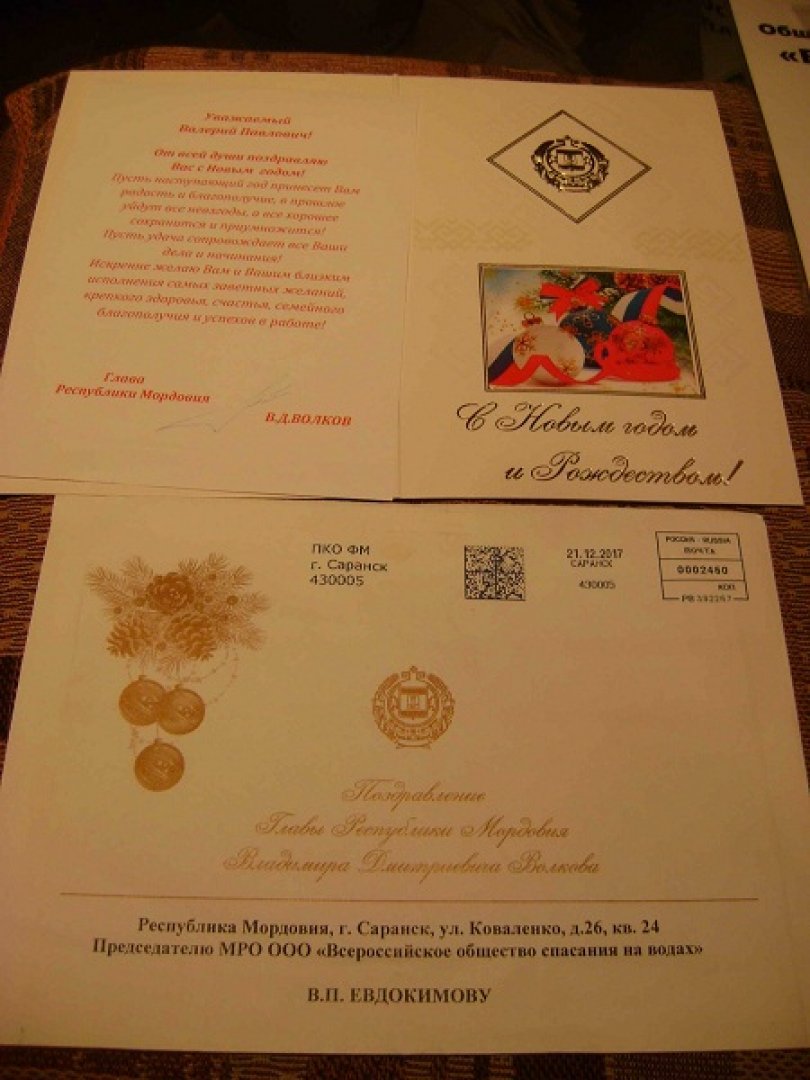 Уважаемый
Валерий Павлович!
От всей души поздравляю
Вас с Новым годом!
Пусть наступающий год принесет Вам
радость и благополучие, в прошлое
уйдут все невзгоды, а все хорошее
сохранится и приумножится!
Пусть удача сопровождает все Ваши
дела и начинания!
Искренне желаю Вам и Вашим близким
исполнения самых заветных желаний,
крепкого здоровья, счастья, семейного
благополучия и успехов в работе!
Глава
Республики Мордовия
В.Д.ВОЛКОВ
С Новым годом
и Рождеством!
ПКО ФМ
г. Саранск
430005
21.12.2017
САРАНСК
430005
РОССИЯ - RUSSIA
ПОЧТА
0002450
КОП
Поздравление
Главы Республики Мордовия
Владимира Дмитриевича Волкова
Республика Мордовия, г. Саранск, ул. Коваленко, д.26, кв. 24
Председателю МРО ООО «Всероссийское общество спасания на водах»
В.П. ЕВДОКИМОВУ